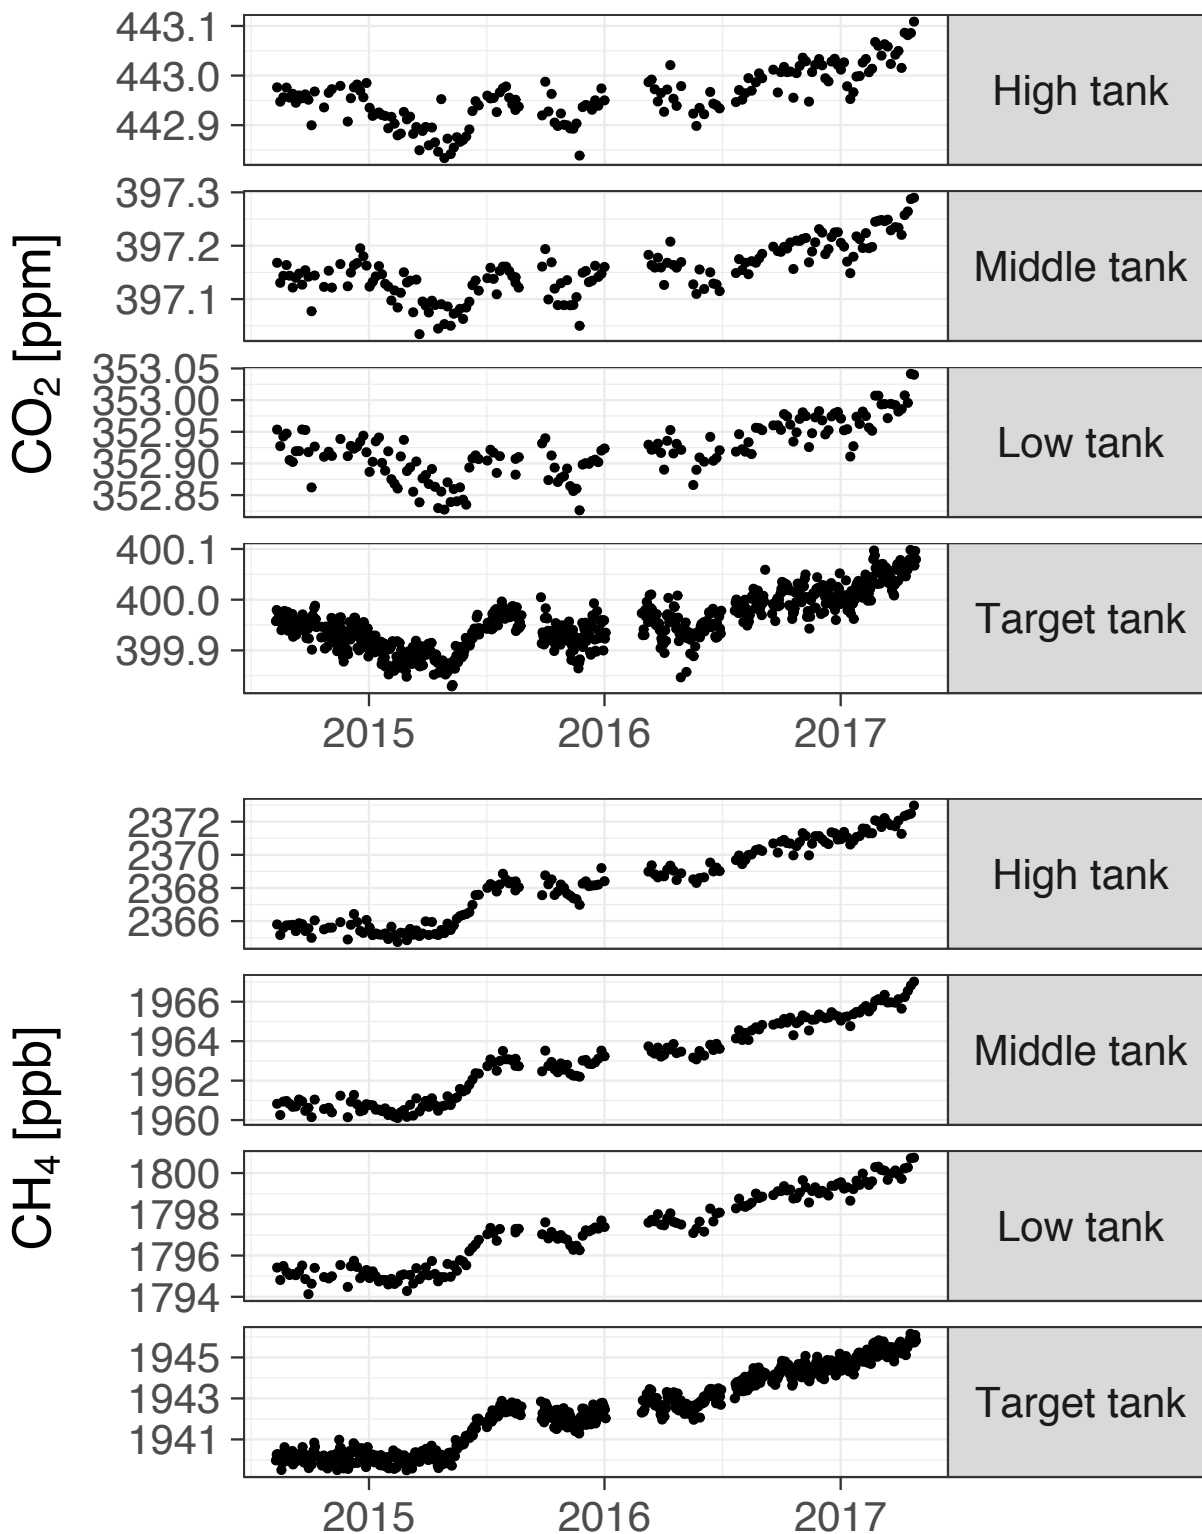 CO2 [ppm]
443.1
443.0
442.9
High tank
397.3
397.2
397.1
Middle tank
353.05
353.00
352.95
352.90
352.85
Low tank
400.1
400.0
399.9
Target tank
2015 2016 2017
CH4 [ppb]
2372
2370
2368
2366
High tank
1966
1964
1962
1960
Middle tank
1800
1798
1796
1794
Low tank
1945
1943
1941
Target tank
2015 2016 2017